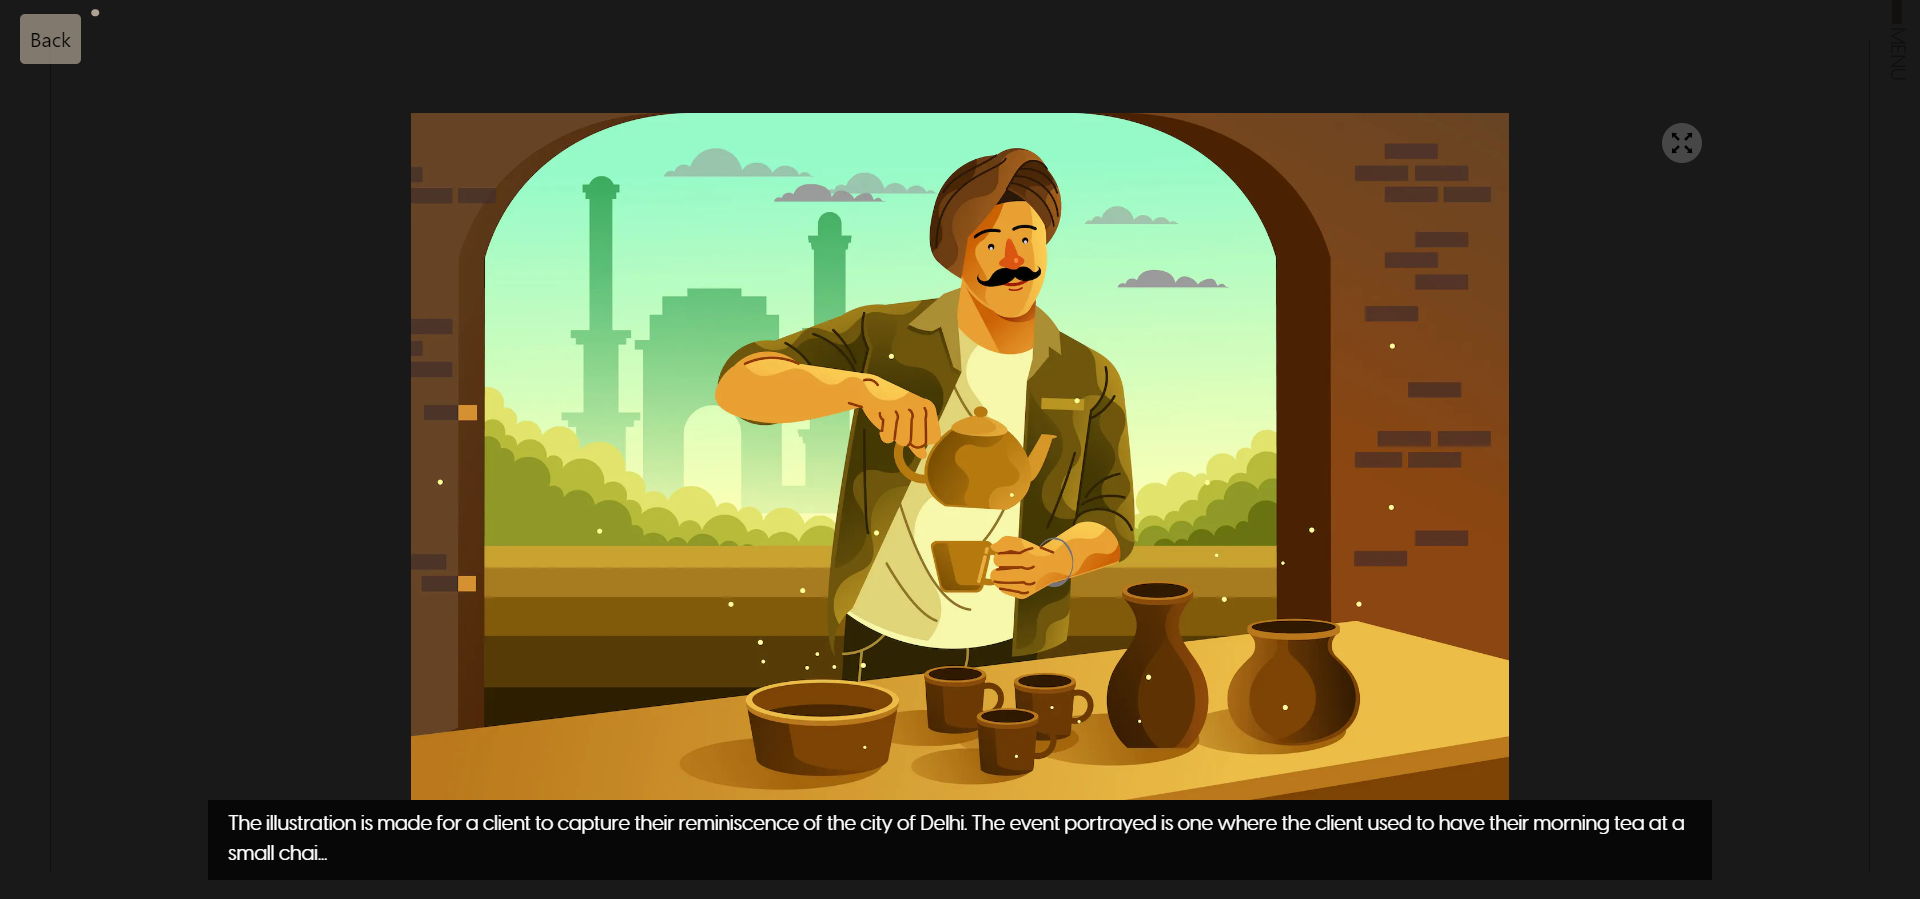 Back
MENU
The illustration is made for a client to capture their reminiscence of the city of Delhi. The event portrayed is one where the client used to have their morning tea at a
small chai...